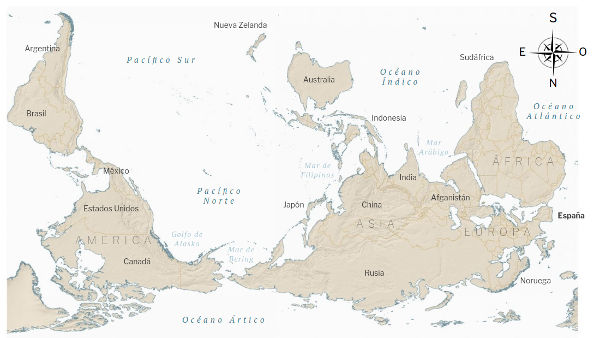 S
Nueva Zelanda
Argentina
E
O
Pacífico Sur
Sudáfrica
Océano
Índico
Australia
N
Océano
Atlántico
Brasil
Indonesia
Mar
Arábigo
ÁFRICA
Mar de
Filipinas
México
India
Pacífico
Norte
Afganistán
Estados Unidos
Japón
China
España
ASIA
EUROPA
AMÉRICA
Golfo de
Alaska
Mar de
Bering
Canadá
Rusia
Noruega
Océano Ártico